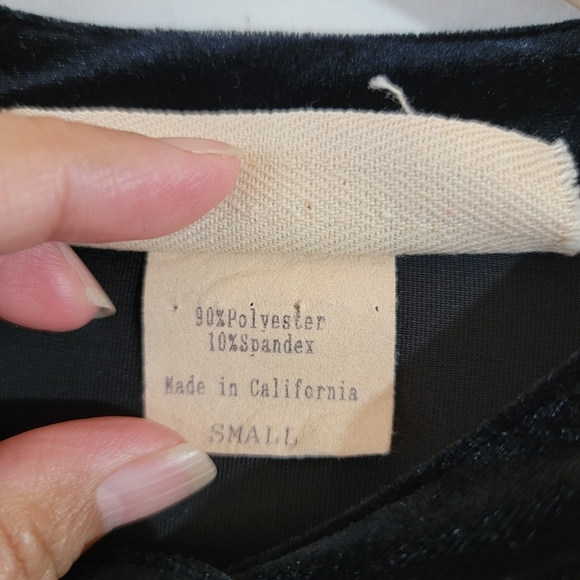 90%Polyester
10%Spandex
Made in California
SMALL